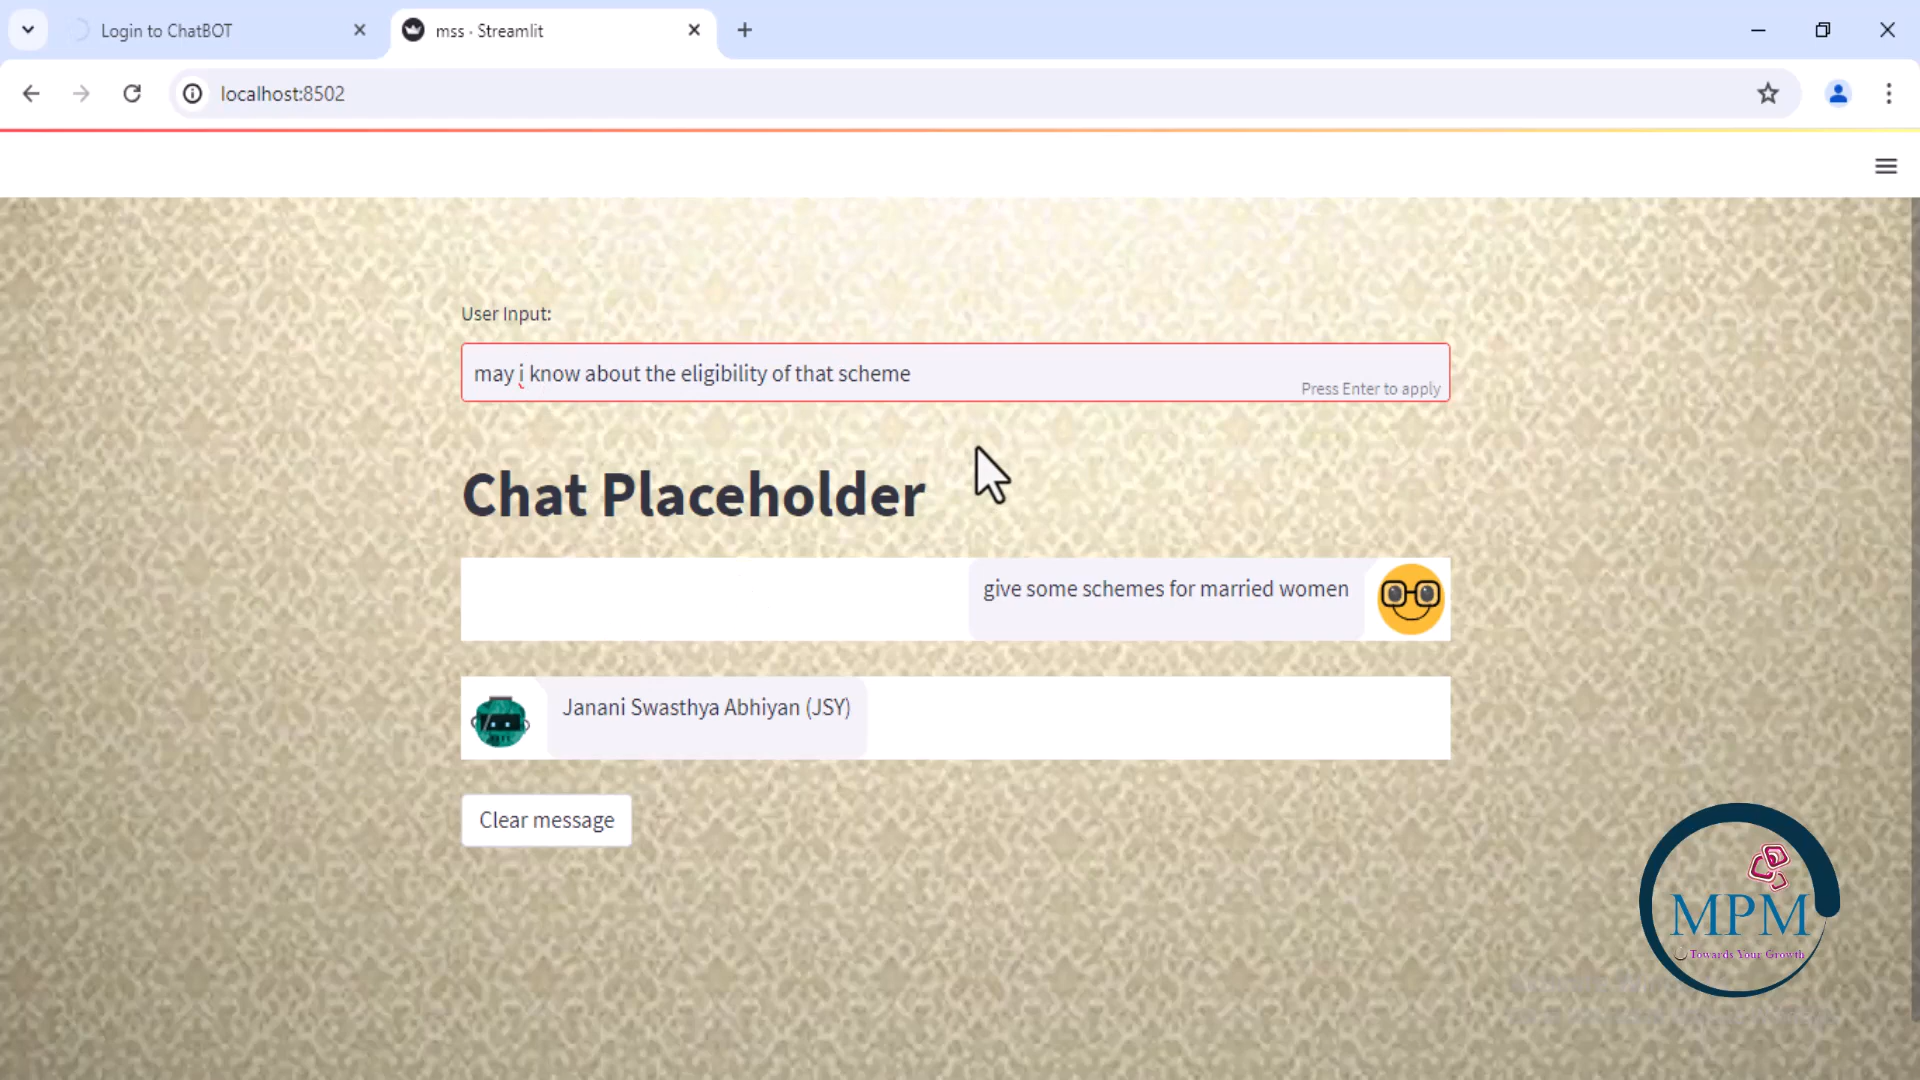 Login to ChatBOT
mss · Streamlit
localhost:8502
User Input:
may i know about the eligibility of that scheme
Press Enter to apply
Chat Placeholder
give some schemes for married women
Janani Swasthya Abhiyan (JSY)
Clear message
MPM
Towards Your Growth